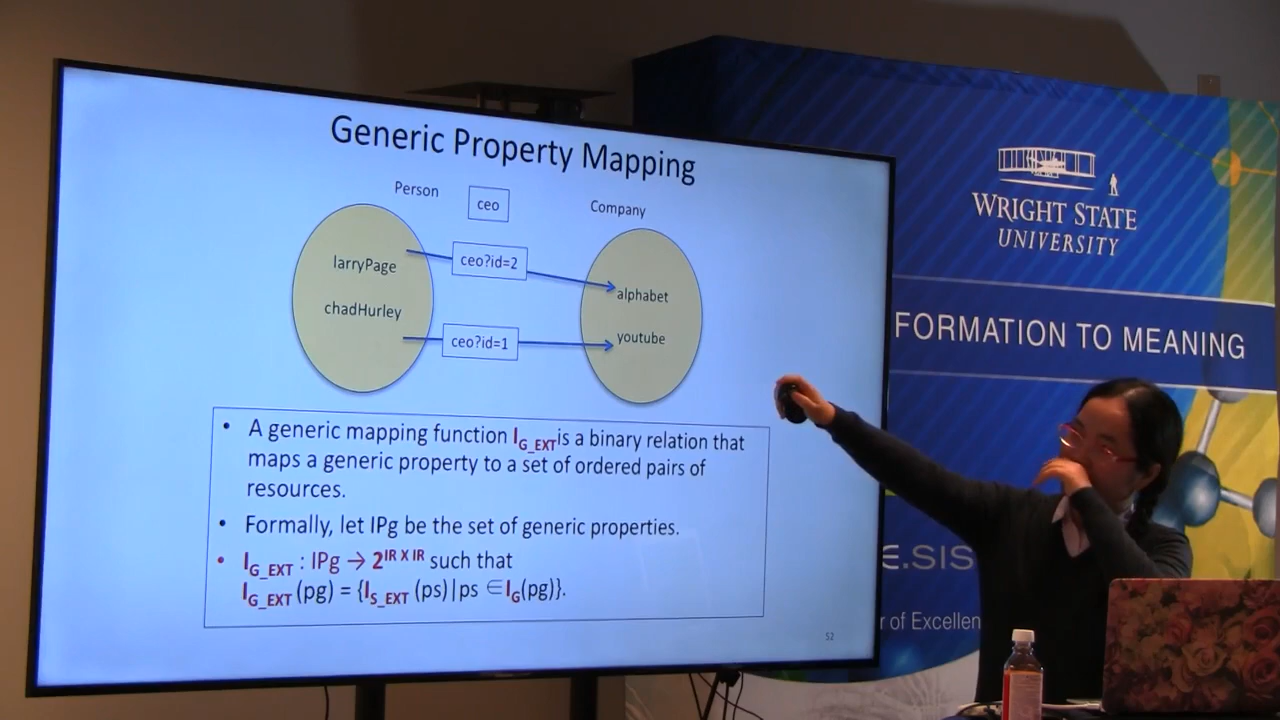 Generic Property Mapping
Person
ceo
Company
larryPage
ceo?id=2
alphabet
chadHurley
ceo?id=1
youtube
• A generic mapping function I_G_EXT is a binary relation that
maps a generic property to a set of ordered pairs of
resources.
• Formally, let IPg be the set of generic properties.
• I_G_EXT : IPg → 2^IR X IR such that
I_G_EXT (pg) = {I_S_EXT (ps)|ps ∈ I_G(pg)}.
52
WRIGHT STATE
UNIVERSITY
FORMATION TO MEANING
E.SIS
r of Excellen